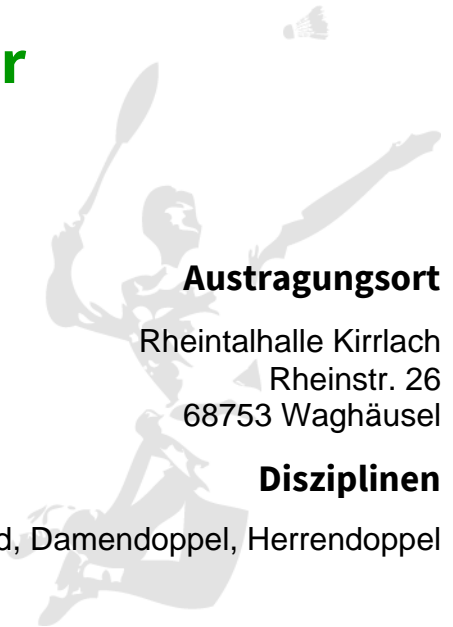 r
Austragungsort
Rheintalhalle Kirrlach
Rheinstr. 26
68753 Waghäusel
Disziplinen
d, Damendoppel, Herrendoppel